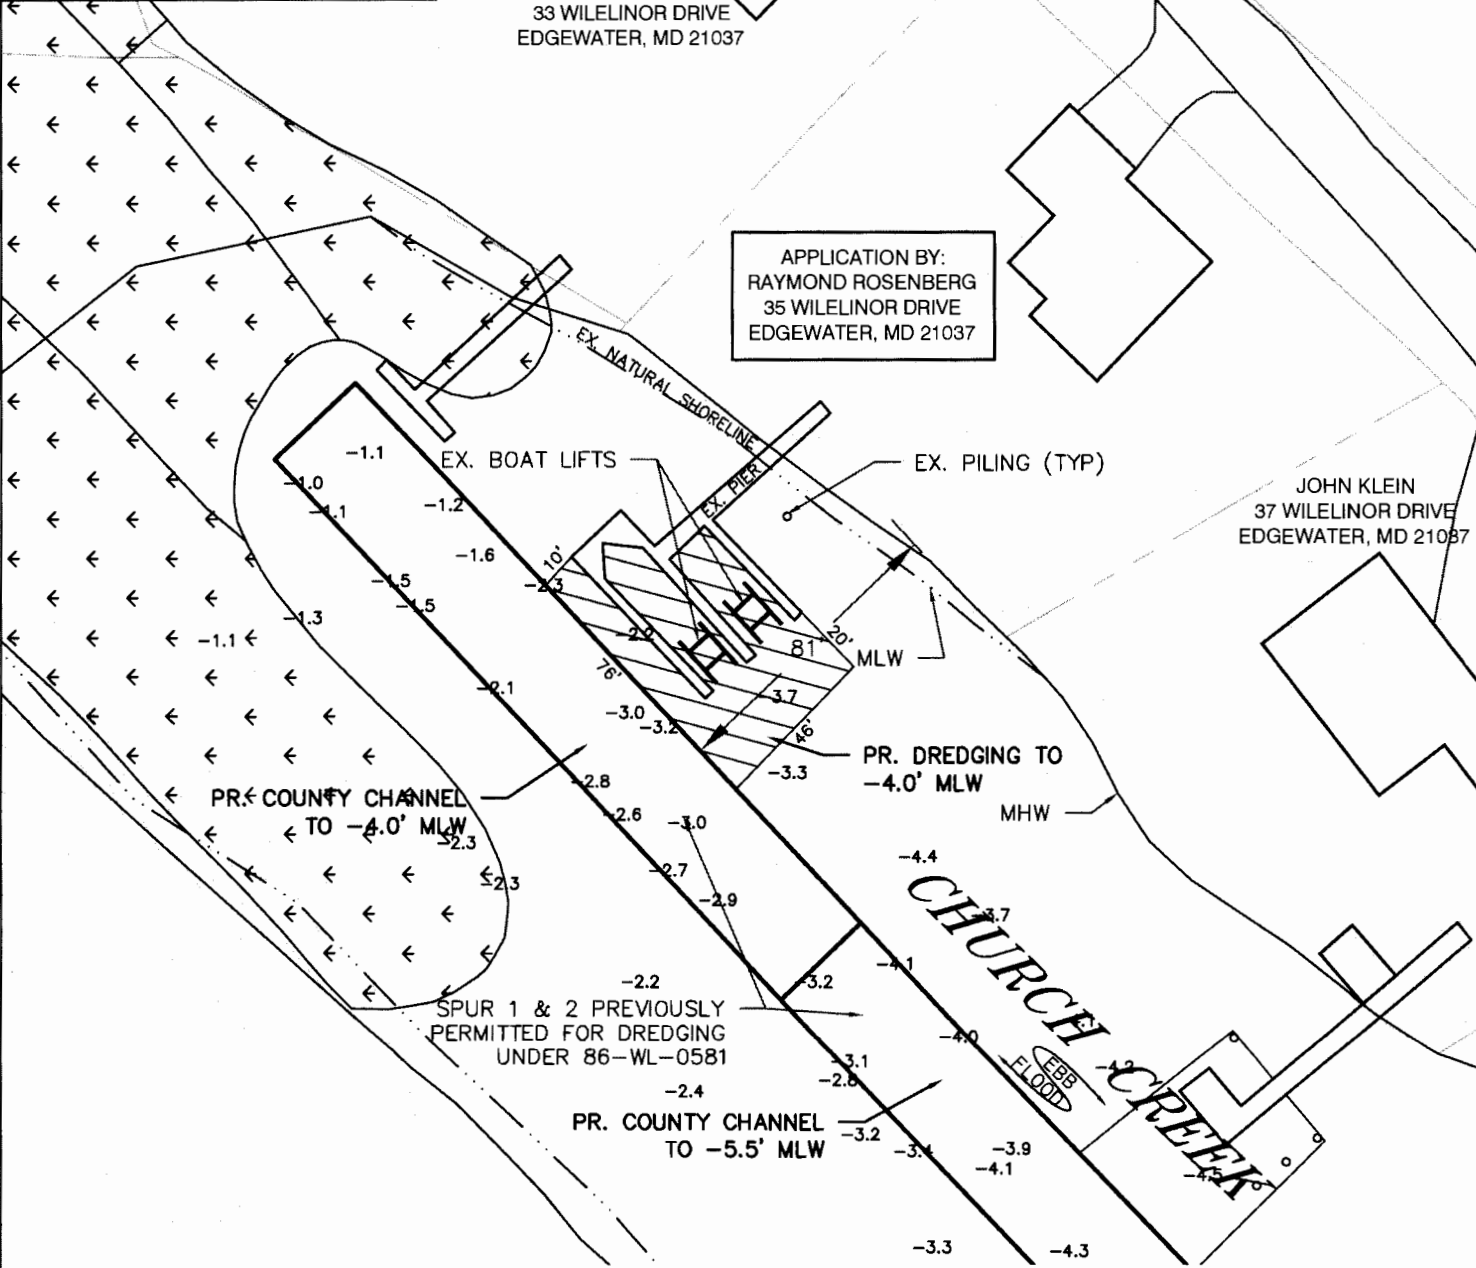 33 WILELINOR DRIVE
EDGEWATER, MD 21037
APPLICATION BY:
RAYMOND ROSENBERG
35 WILELINOR DRIVE
EDGEWATER, MD 21037
EX. NATURAL SHORELINE
EX. BOAT LIFTS
EX. PIER
EX. PILING (TYP)
JOHN KLEIN
37 WILELINOR DRIVE
EDGEWATER, MD 21037
-1.1
-1.0
-1.1
-1.2
-1.6
10'
-2.3
-1.5
-1.5
-1.3
-1.1
-2.2
20'
81'
MLW
76'
-2.1
-3.7
-3.0
-3.2
46'
PR. DREDGING TO
-4.0' MLW
-3.3
-2.8
PR. COUNTY CHANNEL
TO -4.0' MLW
MHW
-2.6
-3.0
-2.3
-2.3
-2.7
-2.9
-4.4
-3.7
CHURCH CREEK
-4.1
-2.2
-3.2
SPUR 1 & 2 PREVIOUSLY
PERMITTED FOR DREDGING
UNDER 86-WL-0581
-4.0
EBB
FLOOD
-4.2
-3.1
-2.8
-2.4
PR. COUNTY CHANNEL
TO -5.5' MLW
-3.2
-3.4
-3.9
-4.1
-3.3
-4.3